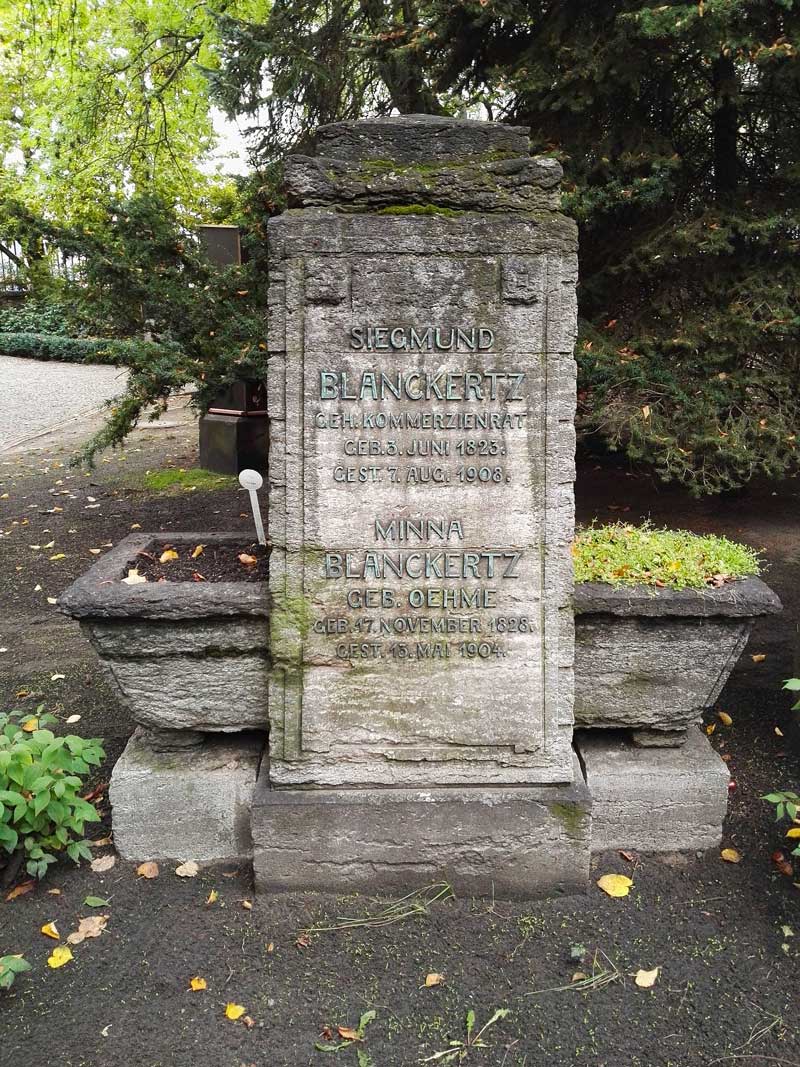 SIEGMUND
BLANCKERTZ
GEH. KOMMERZIENRAT
GEB. 3. JUNI 1823.
GEST. 7. AUG. 1908.
MINNA
BLANCKERTZ
GEB. OEHME
GEB. 17. NOVEMBER 1828.
GEST. 13. MAI 1904.